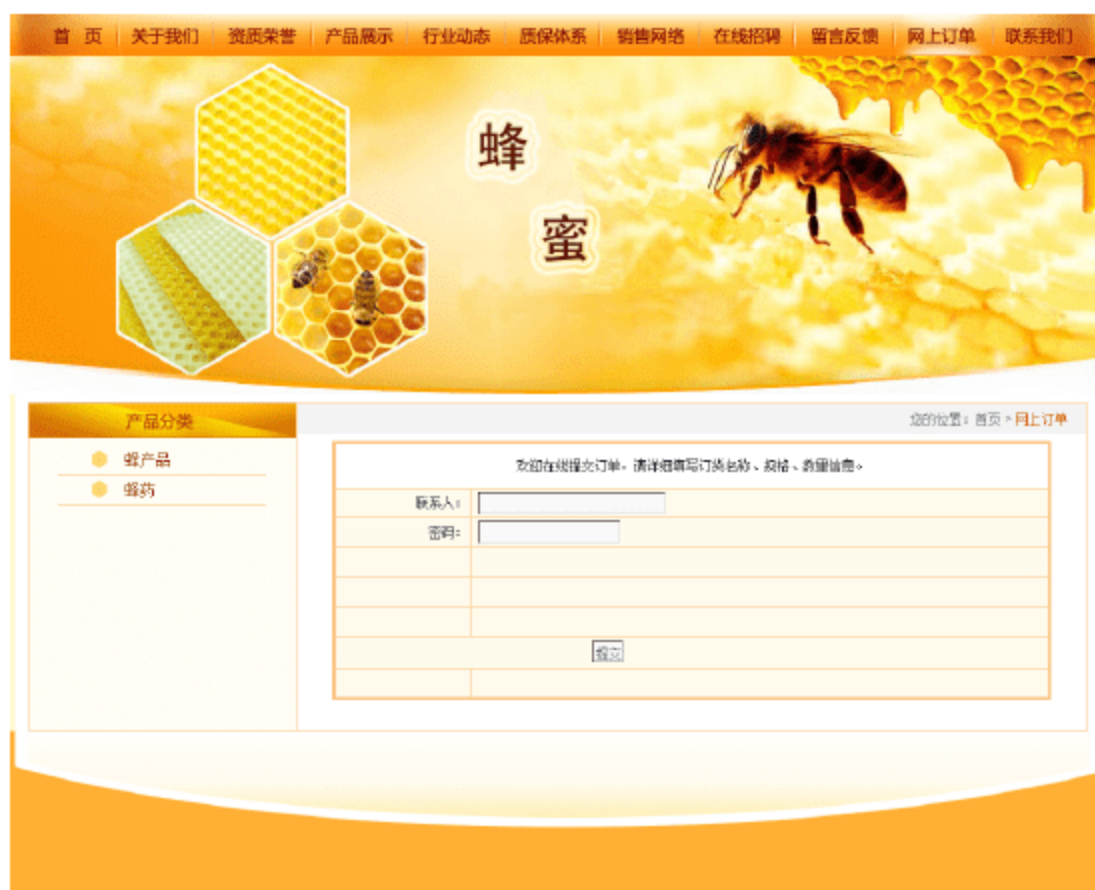 首 页 关于我们 资质荣誉 产品展示 行业动态 质保体系 销售网络 在线招聘 留言反馈 网上订单 联系我们
蜂
蜜
产品分类
您的位置：首页 > 网上订单
蜂产品
蜂药
欢迎在线提交订单。请详细填写订货名称、规格、数量信息。
联系人：
密码：
提交